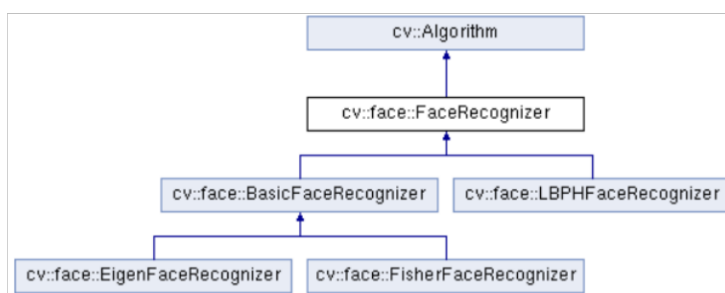 cv::Algorithm
cv::face::FaceRecognizer
cv::face::BasicFaceRecognizer
cv::face::LBPHFaceRecognizer
cv::face::EigenFaceRecognizer
cv::face::FisherFaceRecognizer